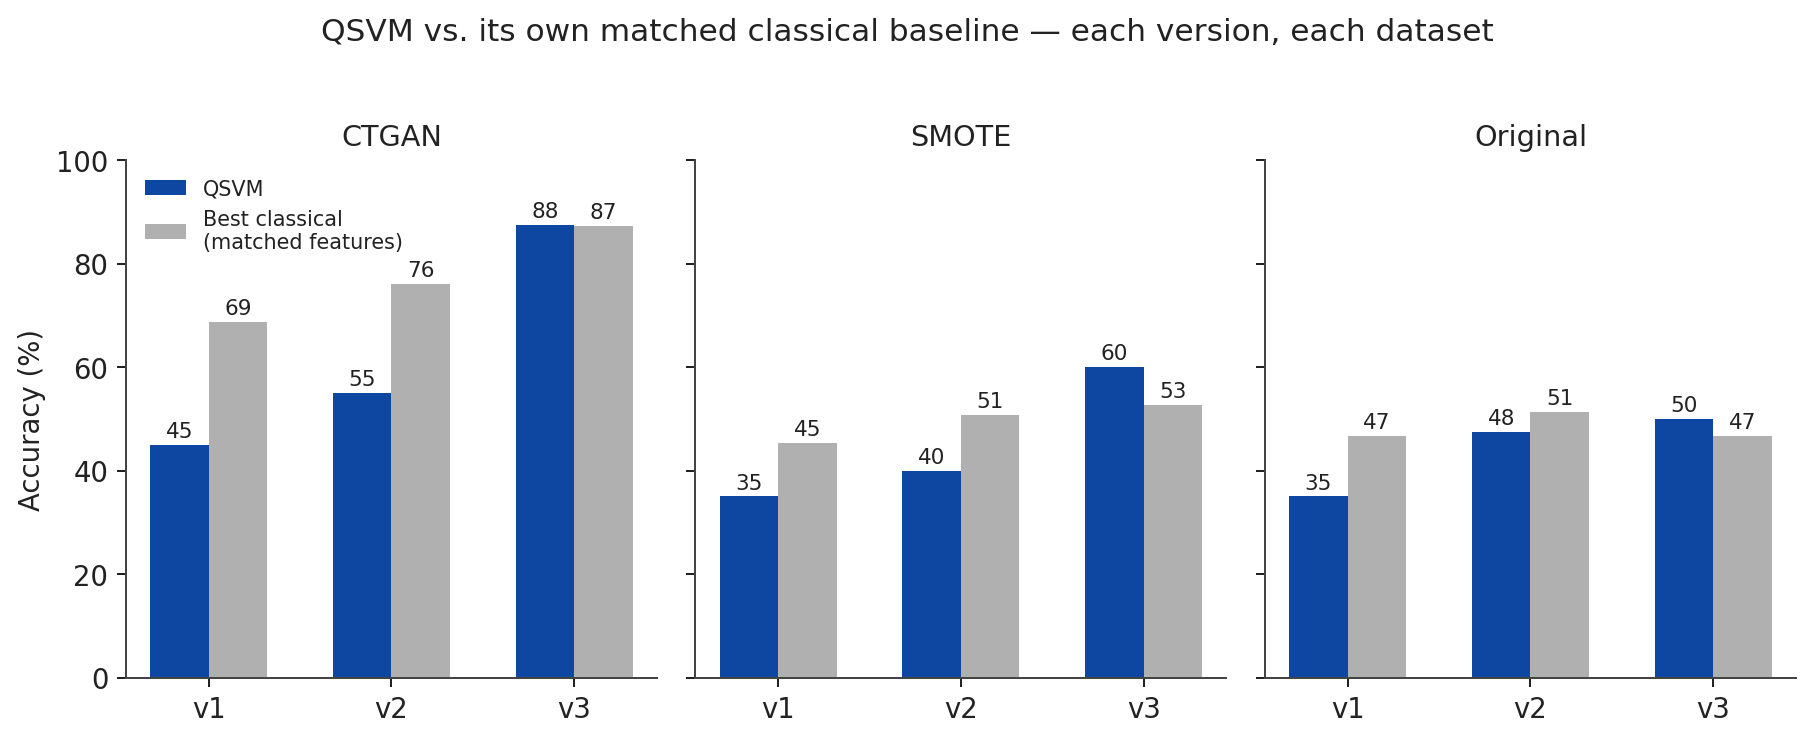 QSVM vs. its own matched classical baseline — each version, each dataset
CTGAN
SMOTE
Original
Accuracy (%)
100
80
60
40
20
0
QSVM
Best classical
(matched features)
45
69
55
76
88
87
v1
v2
v3
35
45
40
51
60
53
v1
v2
v3
35
47
48
51
50
47
v1
v2
v3